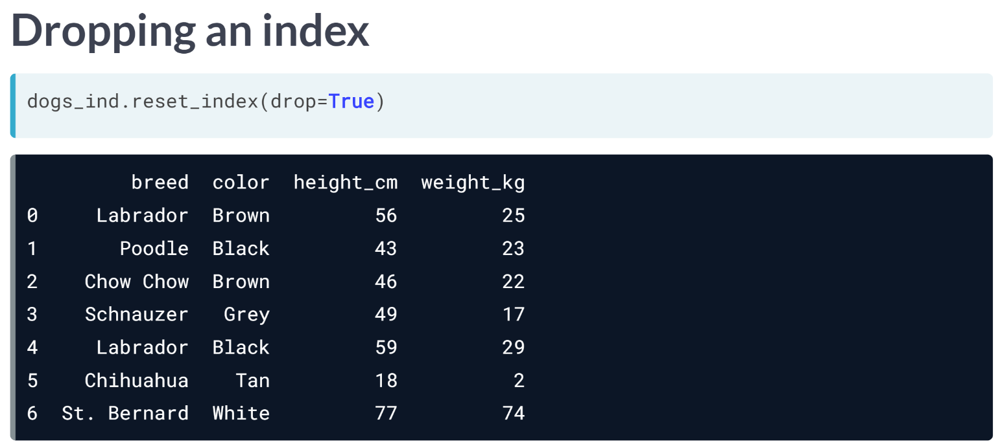 Dropping an index
dogs_ind.reset_index(drop=True)
         breed  color  height_cm  weight_kg
0     Labrador  Brown         56         25
1       Poodle  Black         43         23
2    Chow Chow  Brown         46         22
3    Schnauzer   Grey         49         17
4     Labrador  Black         59         29
5    Chihuahua    Tan         18          2
6  St. Bernard  White         77         74